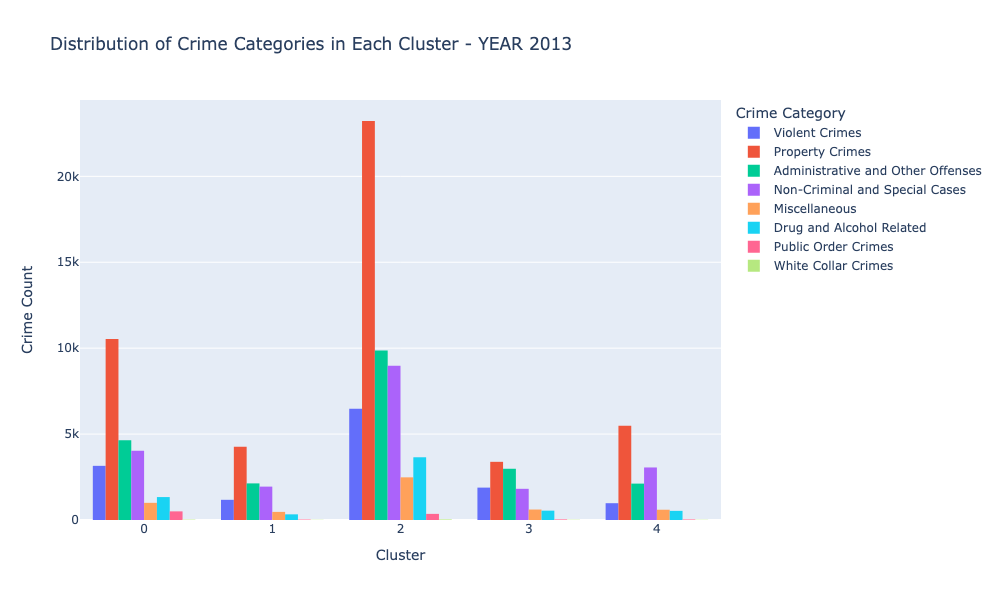 Distribution of Crime Categories in Each Cluster - YEAR 2013
Crime Category
Violent Crimes
Property Crimes
Administrative and Other Offenses
Non-Criminal and Special Cases
Miscellaneous
Drug and Alcohol Related
Public Order Crimes
White Collar Crimes
Crime Count
20k
15k
10k
5k
0
0 1 2 3 4
Cluster